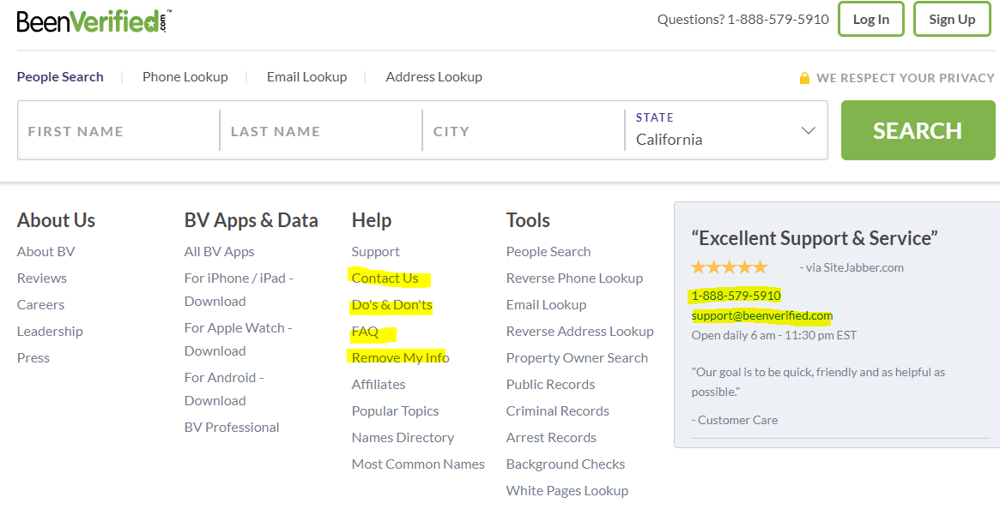 BeenVerified.com™
Questions? 1-888-579-5910
Log In
Sign Up
People Search
Phone Lookup
Email Lookup
Address Lookup
WE RESPECT YOUR PRIVACY
FIRST NAME
LAST NAME
CITY
STATE
California
SEARCH
About Us
About BV
Reviews
Careers
Leadership
Press
BV Apps & Data
All BV Apps
For iPhone / iPad -
Download
For Apple Watch -
Download
For Android -
Download
BV Professional
Help
Support
Contact Us
Do's & Don'ts
FAQ
Remove My Info
Affiliates
Popular Topics
Names Directory
Most Common Names
Tools
People Search
Reverse Phone Lookup
Email Lookup
Reverse Address Lookup
Property Owner Search
Public Records
Criminal Records
Arrest Records
Background Checks
White Pages Lookup
“Excellent Support & Service”
- via SiteJabber.com
1-888-579-5910
support@beenverified.com
Open daily 6 am - 11:30 pm EST
"Our goal is to be quick, friendly and as helpful as
possible."
- Customer Care